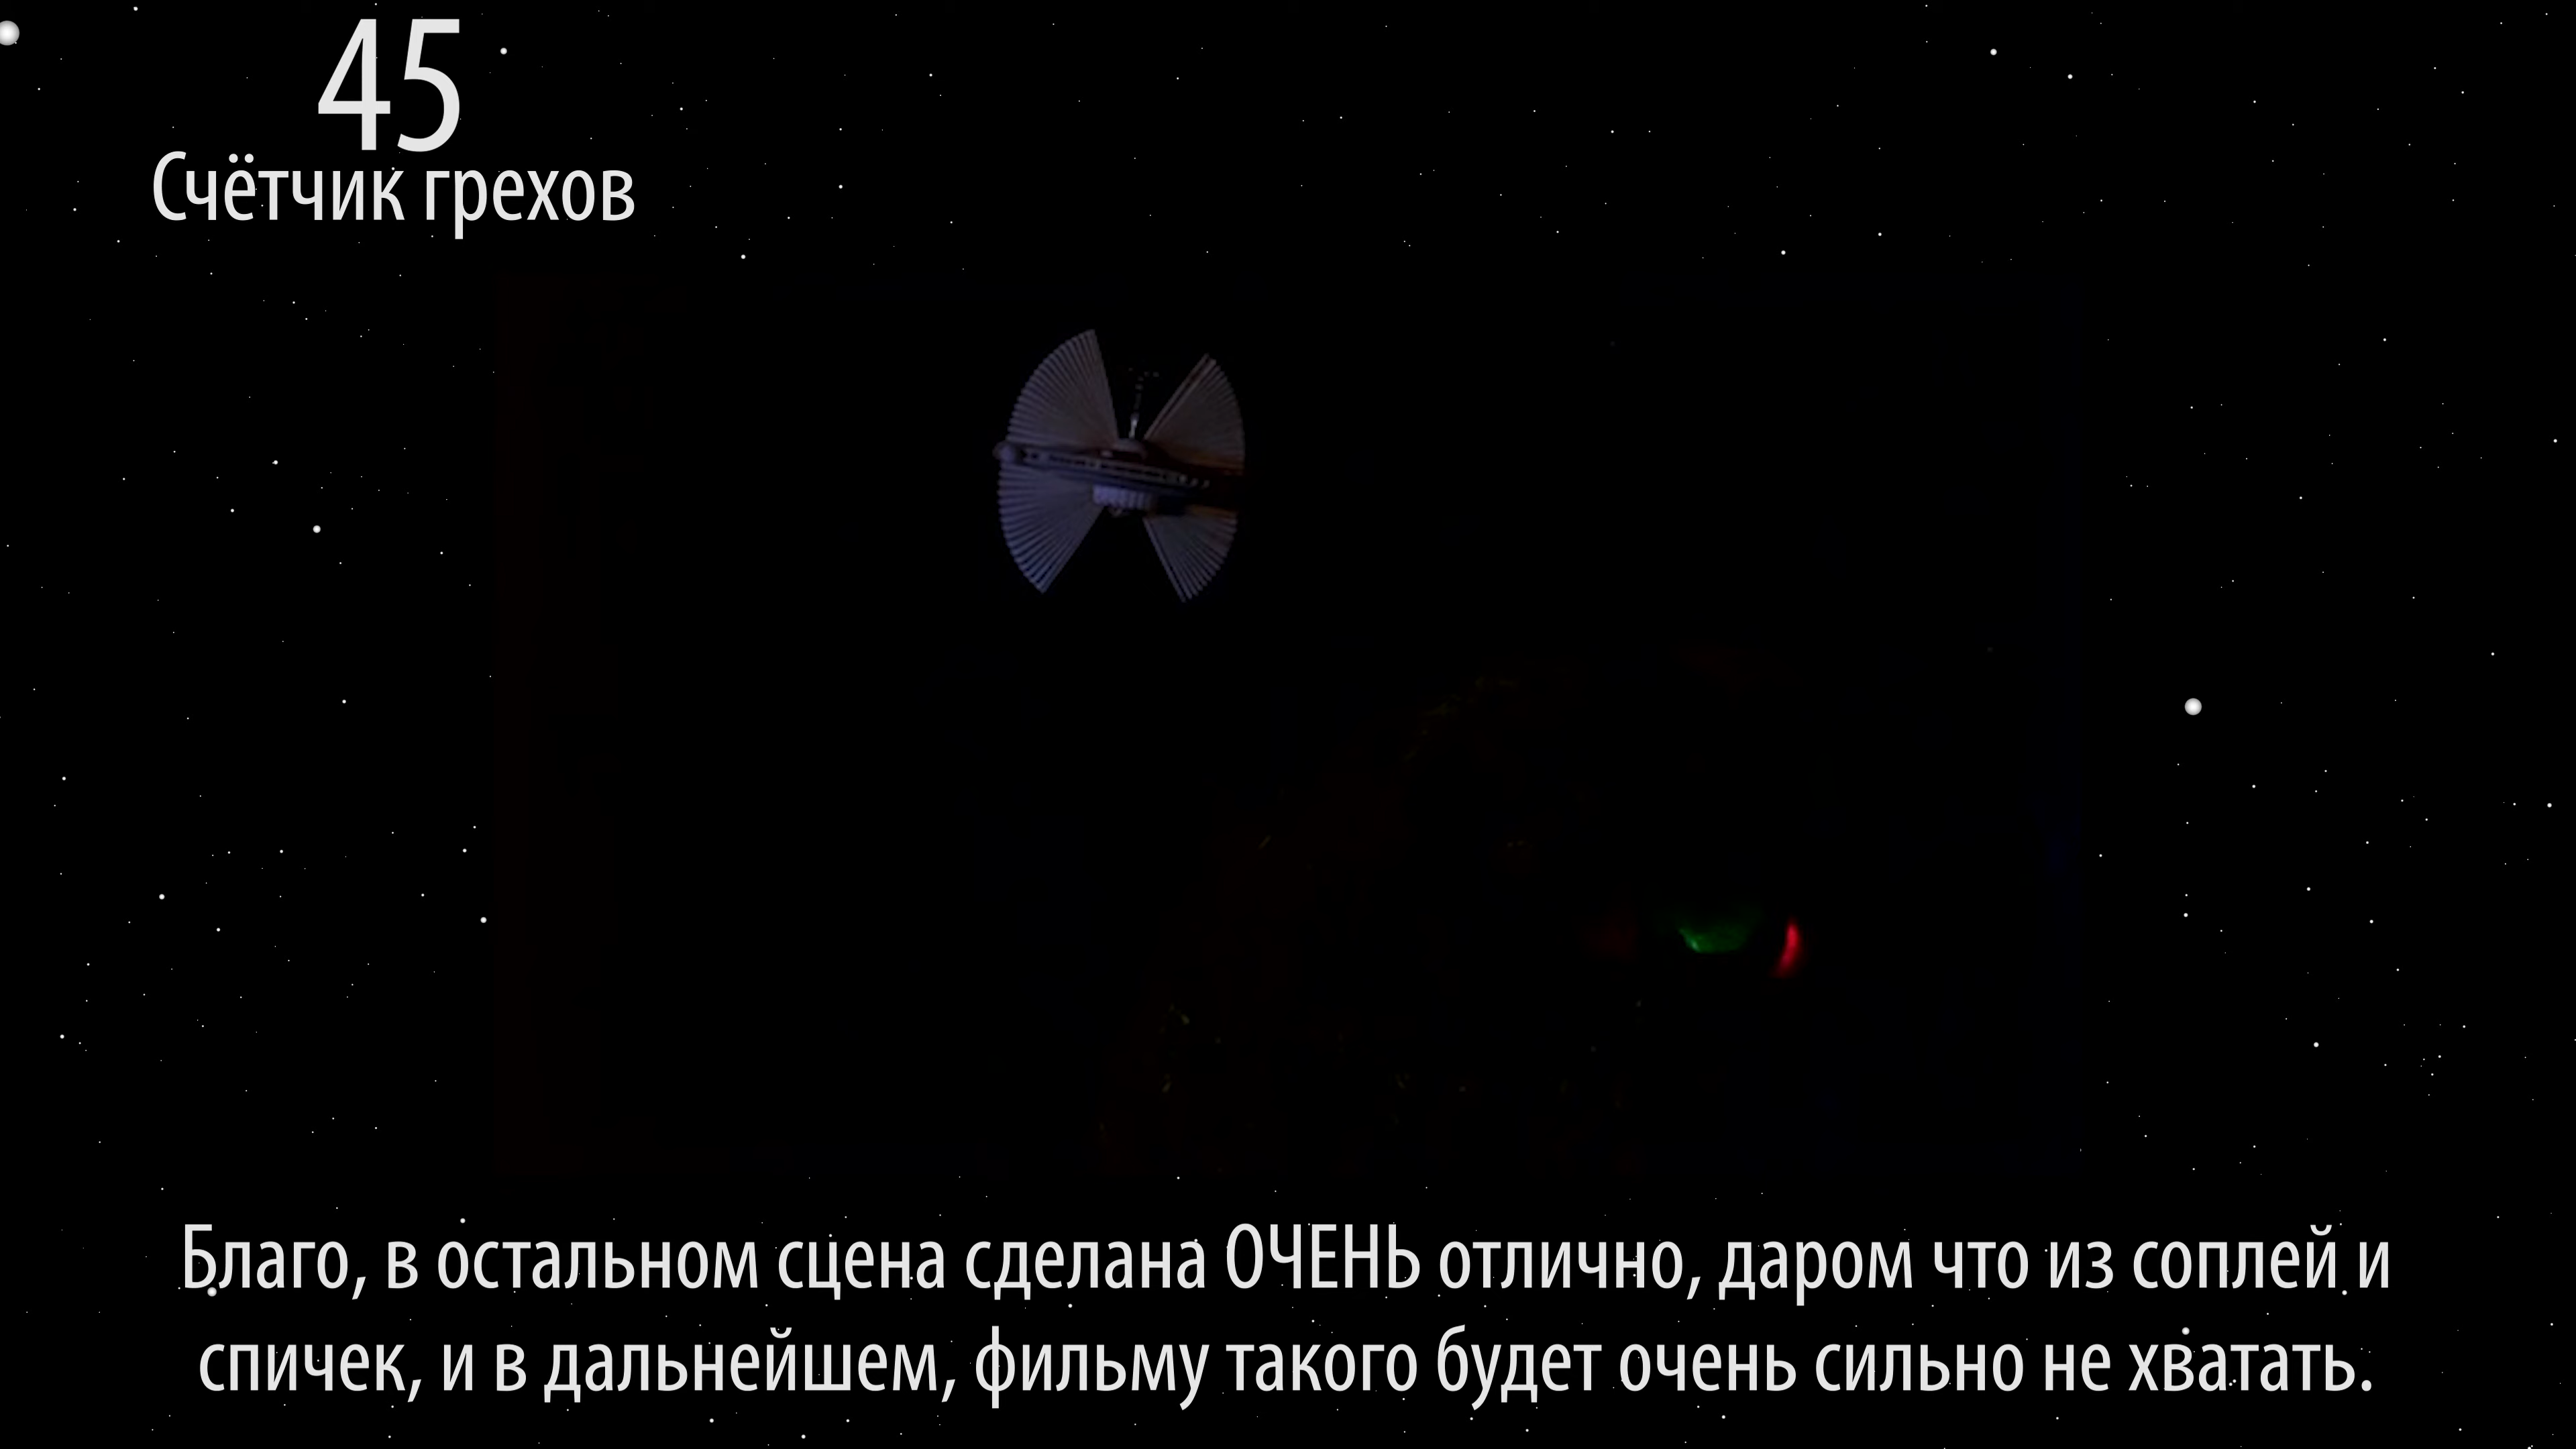 45
Счётчик грехов
Благо, в остальном сцена сделана ОЧЕНЬ отлично, даром что из соплей и
спичек, и в дальнейшем, фильму такого будет очень сильно не хватать.